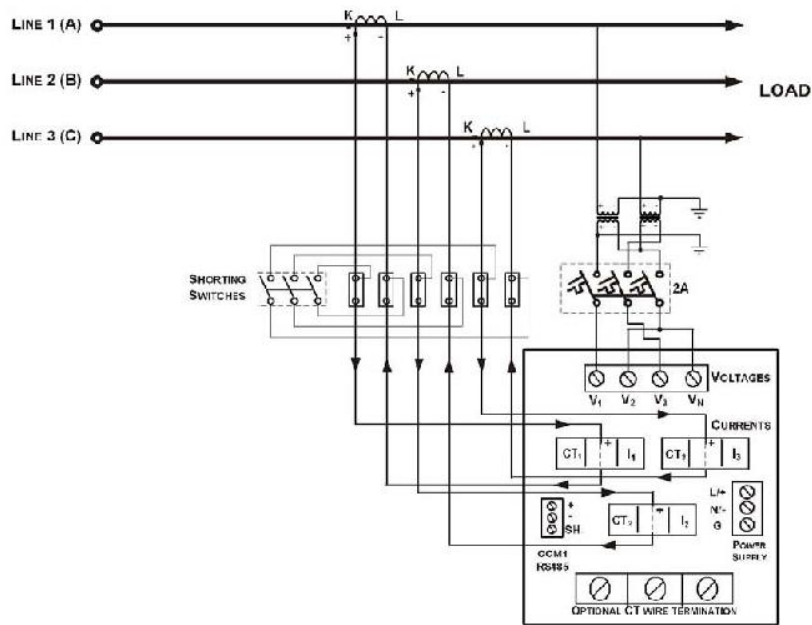 LINE 1 (A)
K
L
+
-
LINE 2 (B)
K
L
+
-
LOAD
LINE 3 (C)
K
L
+
-
SHORTING
SWITCHES
2A
VOLTAGES
V1 V2 V3 VN
CURRENTS
CT1 + I1
CT3 + I3
CT2 + I2
+
-
SH
COM1
RS485
L/+
N/-
G
POWER
SUPPLY
OPTIONAL CT WIRE TERMINATION